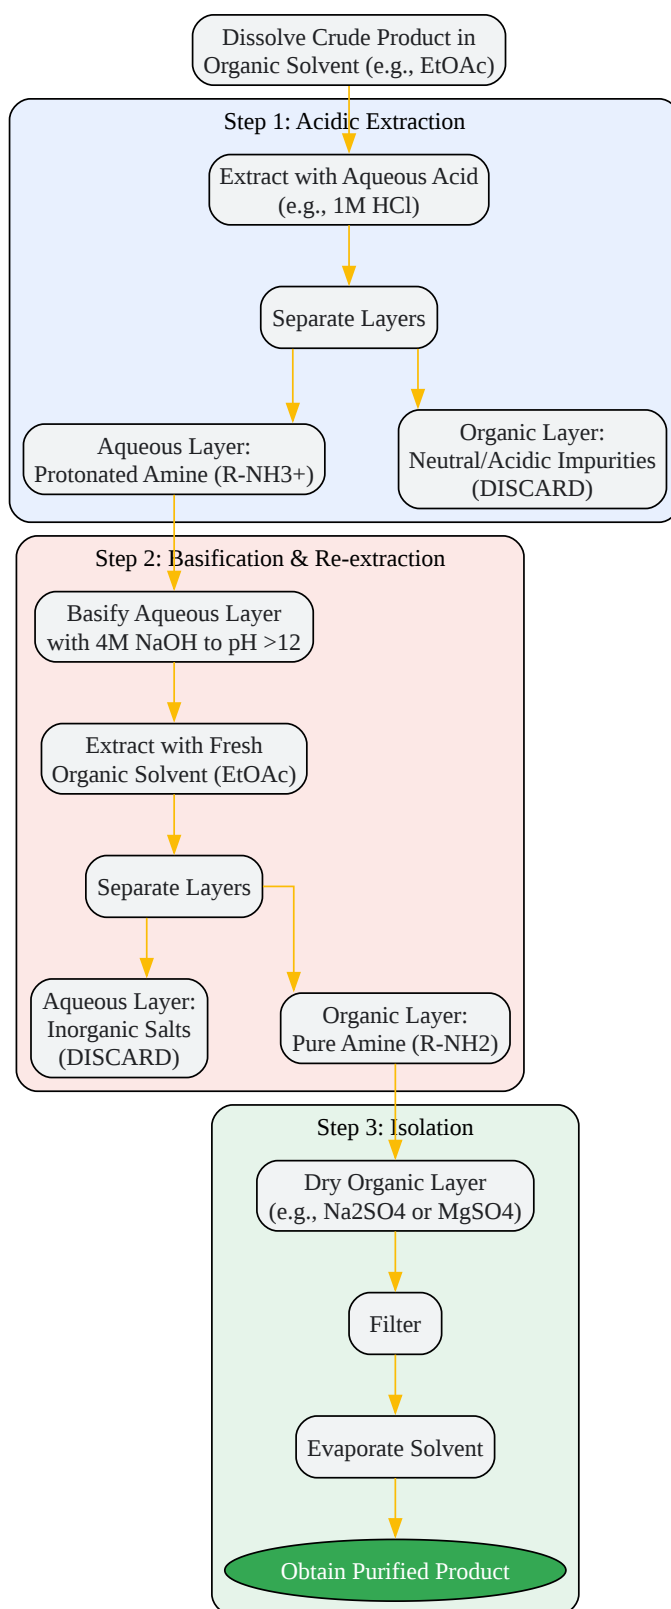 Dissolve Crude Product in
Organic Solvent (e.g., EtOAc)
Step 1: Acidic Extraction
Extract with Aqueous Acid
(e.g., 1M HCl)
Separate Layers
Aqueous Layer:
Protonated Amine (R-NH3+)
Organic Layer:
Neutral/Acidic Impurities
(DISCARD)
Step 2: Basification & Re-extraction
Basify Aqueous Layer
with 4M NaOH to pH >12
Extract with Fresh
Organic Solvent (EtOAc)
Separate Layers
Aqueous Layer:
Inorganic Salts
(DISCARD)
Organic Layer:
Pure Amine (R-NH2)
Step 3: Isolation
Dry Organic Layer
(e.g., Na2SO4 or MgSO4)
Filter
Evaporate Solvent
Obtain Purified Product